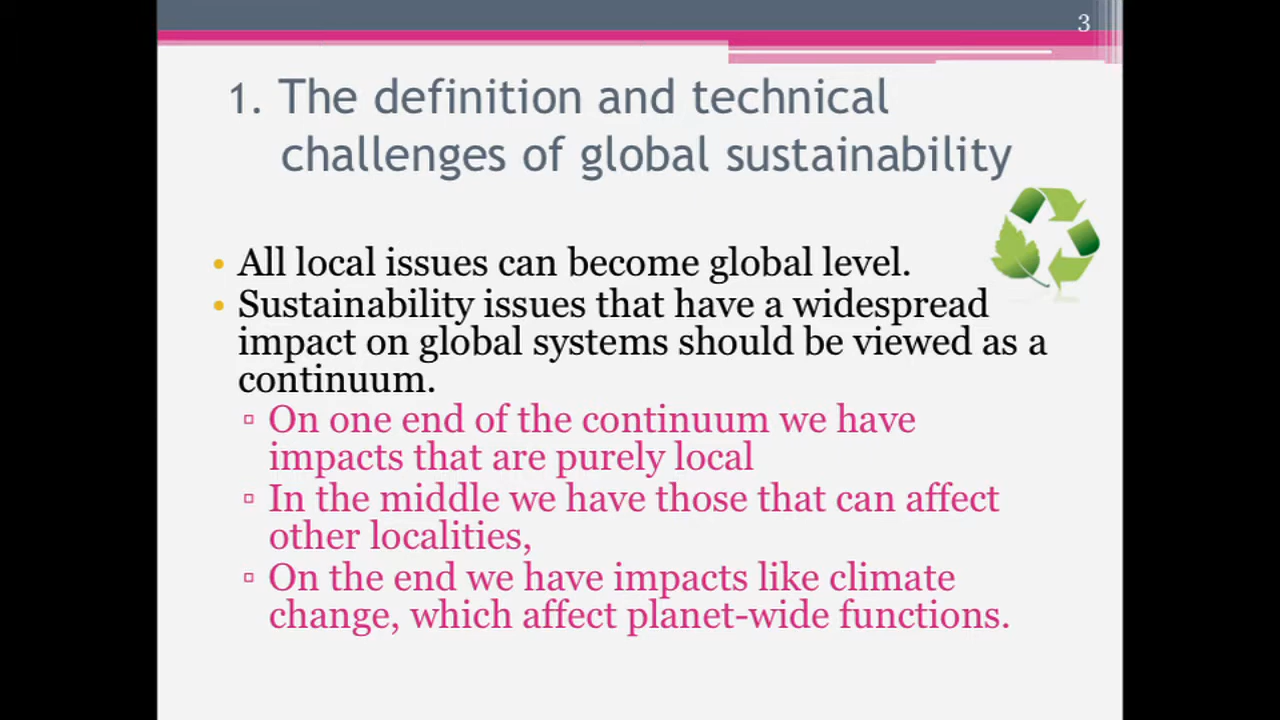 3
1. The definition and technical
challenges of global sustainability
• All local issues can become global level.
• Sustainability issues that have a widespread
impact on global systems should be viewed as a
continuum.
▫ On one end of the continuum we have
impacts that are purely local
▫ In the middle we have those that can affect
other localities,
▫ On the end we have impacts like climate
change, which affect planet-wide functions.